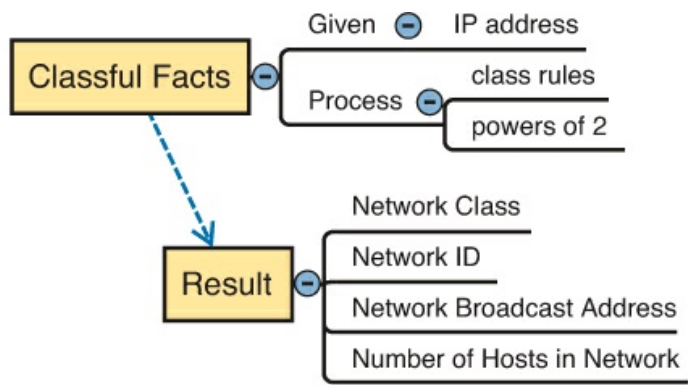 Given
IP address
Classful Facts
Process
class rules
powers of 2
Network Class
Network ID
Result
Network Broadcast Address
Number of Hosts in Network